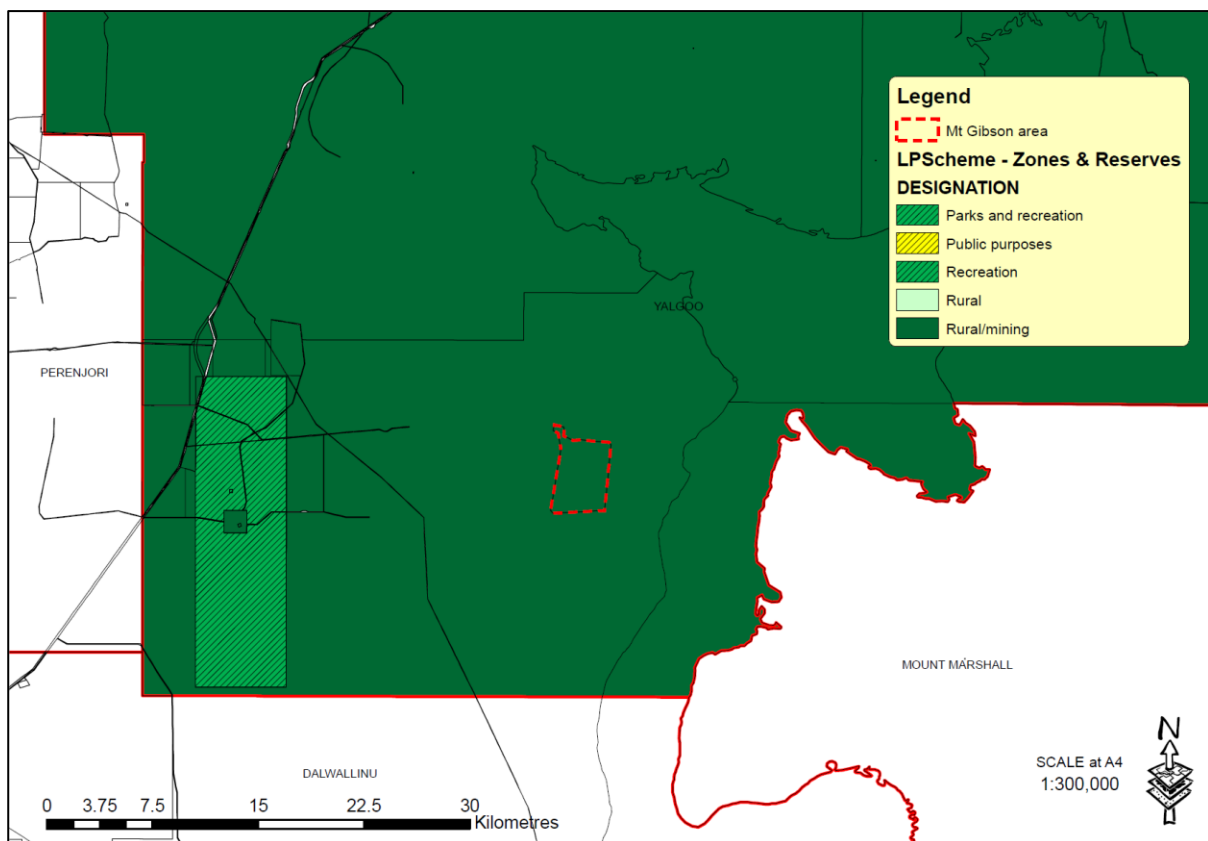 Legend
Mt Gibson area
LPScheme - Zones & Reserves
DESIGNATION
Parks and recreation
Public purposes
Recreation
Rural
Rural/mining
YALGOO
PERENJORI
MOUNT MARSHALL
DALWALLINU
SCALE at A4
1:300,000
N
0 3.75 7.5 15 22.5 30
Kilometres